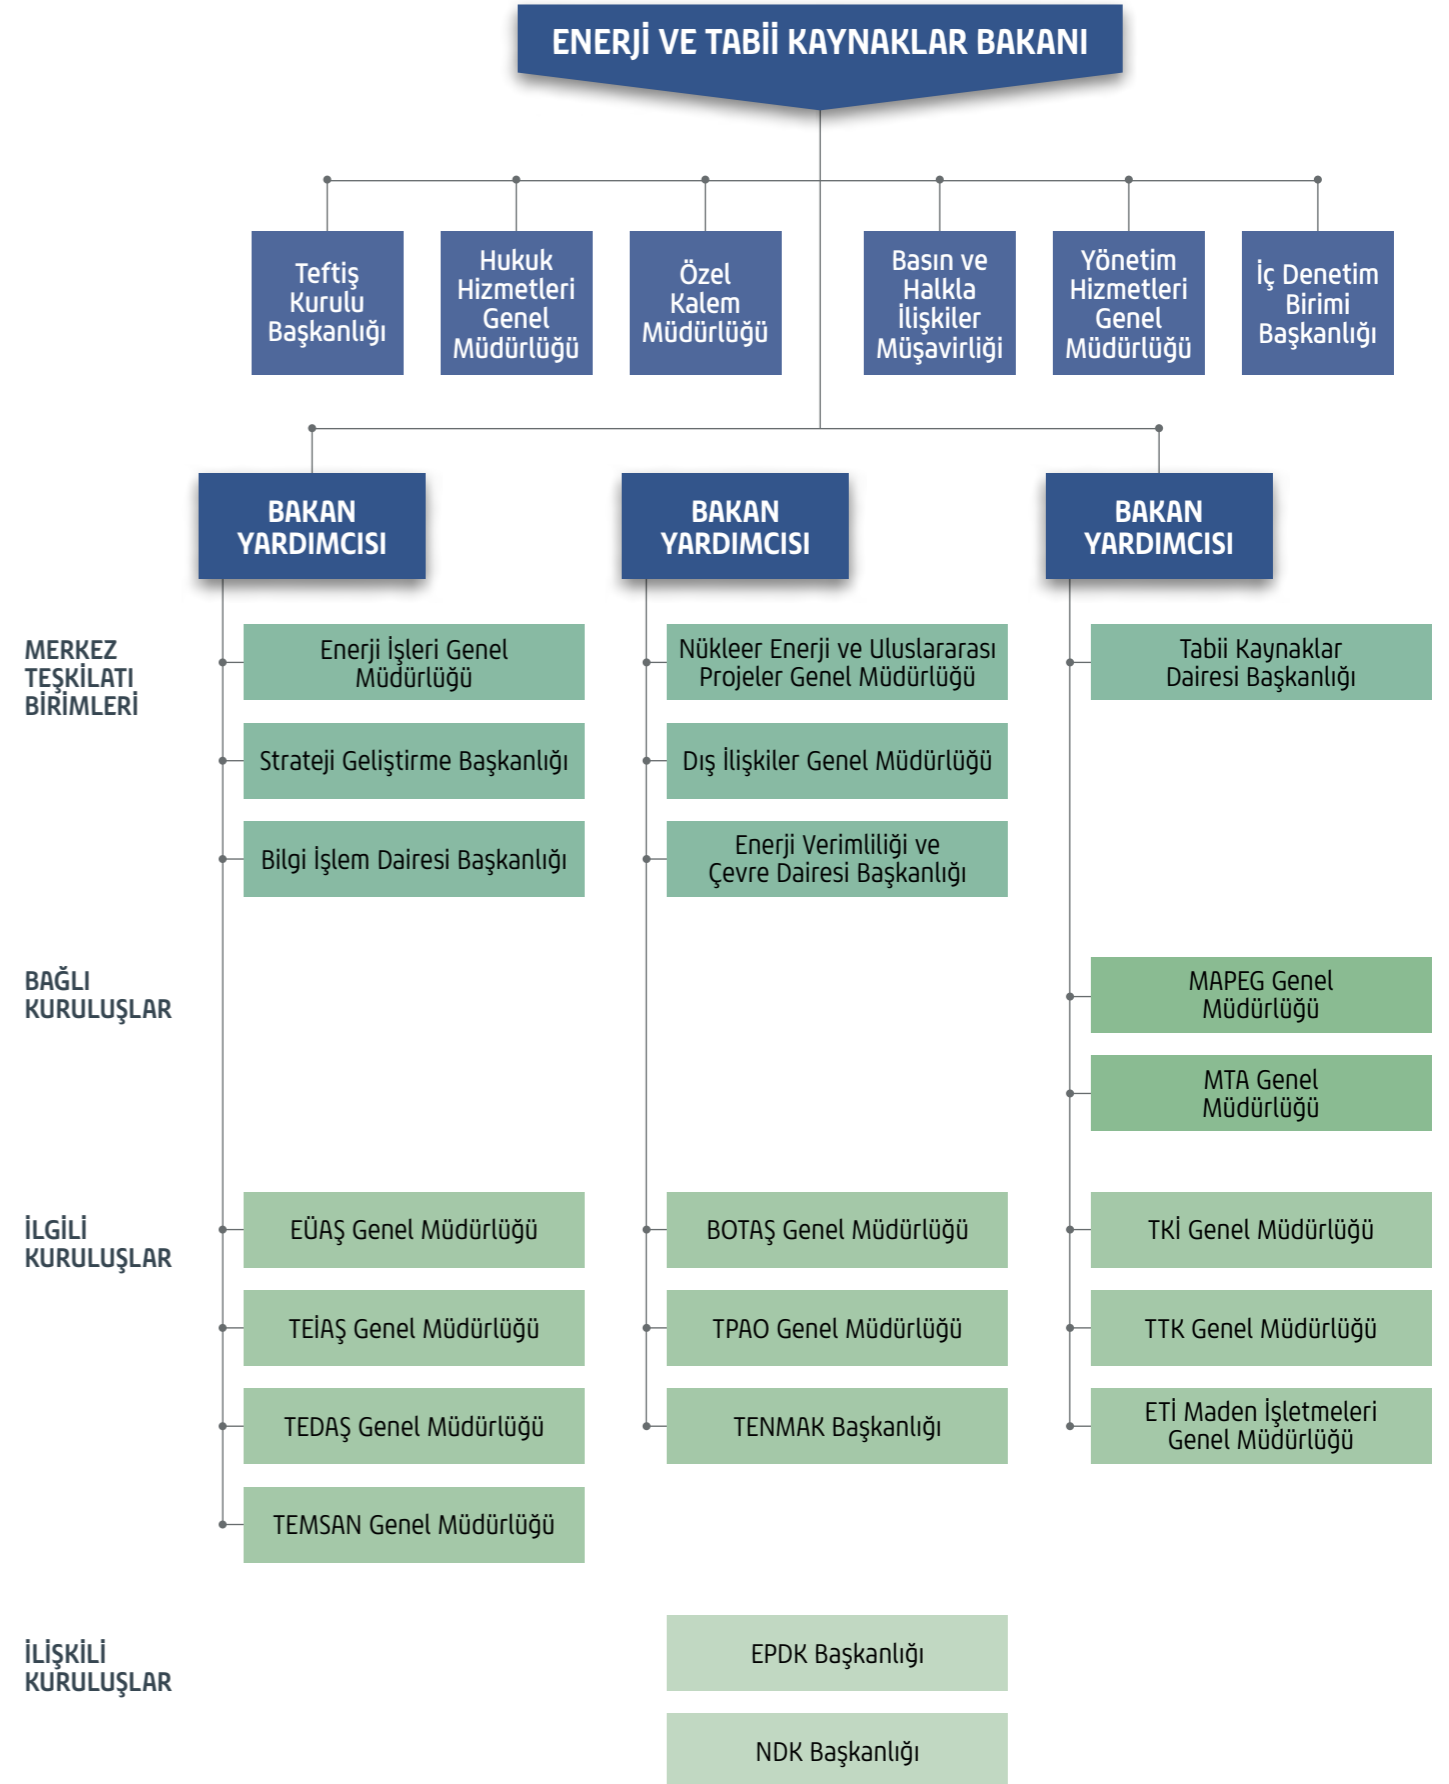 ENERJİ VE TABİİ KAYNAKLAR BAKANI
Teftiş
Kurulu
Başkanlığı
Hukuk
Hizmetleri
Genel
Müdürlüğü
Özel
Kalem
Müdürlüğü
Basın ve
Halkla
İlişkiler
Müşavirliği
Yönetim
Hizmetleri
Genel
Müdürlüğü
İç Denetim
Birimi
Başkanlığı
BAKAN
YARDIMCISI
BAKAN
YARDIMCISI
BAKAN
YARDIMCISI
MERKEZ
TEŞKİLATI
BİRİMLERİ
Enerji İşleri Genel
Müdürlüğü
Nükleer Enerji ve Uluslararası
Projeler Genel Müdürlüğü
Tabii Kaynaklar
Dairesi Başkanlığı
Strateji Geliştirme Başkanlığı
Dış İlişkiler Genel Müdürlüğü
Bilgi İşlem Dairesi Başkanlığı
Enerji Verimliliği ve
Çevre Dairesi Başkanlığı
BAĞLI
KURULUŞLAR
MAPEG Genel
Müdürlüğü
MTA Genel
Müdürlüğü
İLGİLİ
KURULUŞLAR
EÜAŞ Genel Müdürlüğü
BOTAŞ Genel Müdürlüğü
TKİ Genel Müdürlüğü
TEİAŞ Genel Müdürlüğü
TPAO Genel Müdürlüğü
TTK Genel Müdürlüğü
TEDAŞ Genel Müdürlüğü
TENMAK Başkanlığı
ETİ Maden İşletmeleri
Genel Müdürlüğü
TEMSAN Genel Müdürlüğü
İLİŞKİLİ
KURULUŞLAR
EPDK Başkanlığı
NDK Başkanlığı